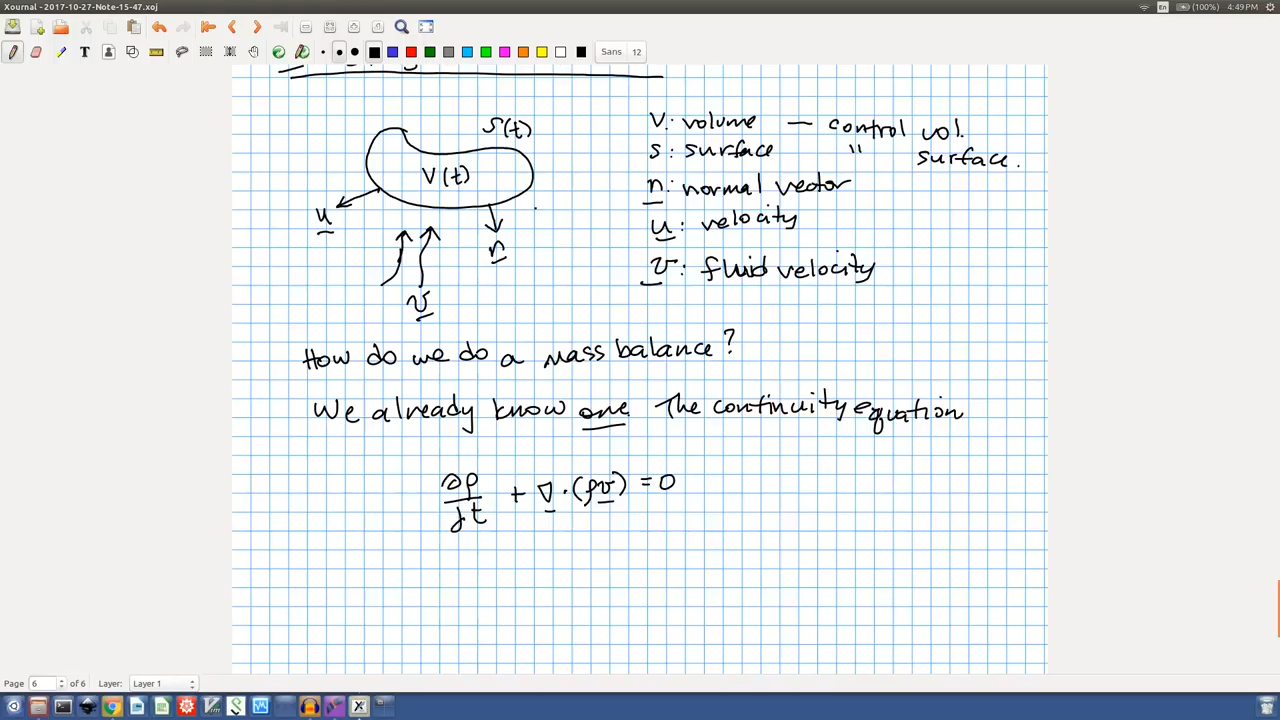 Xournal - 2017-10-27-Note-15-47.xoj
En
(100%)
4:49 PM
Sans 12
S(t)
V(t)
u
n
v
V: volume — control vol.
S: surface " surface.
n: normal vector
u: velocity
v: fluid velocity
How do we do a mass balance?
We already know one The continuity equation
∂ρ/∂t + ∇·(ρv) = 0
Page 6 of 6 Layer: Layer 1